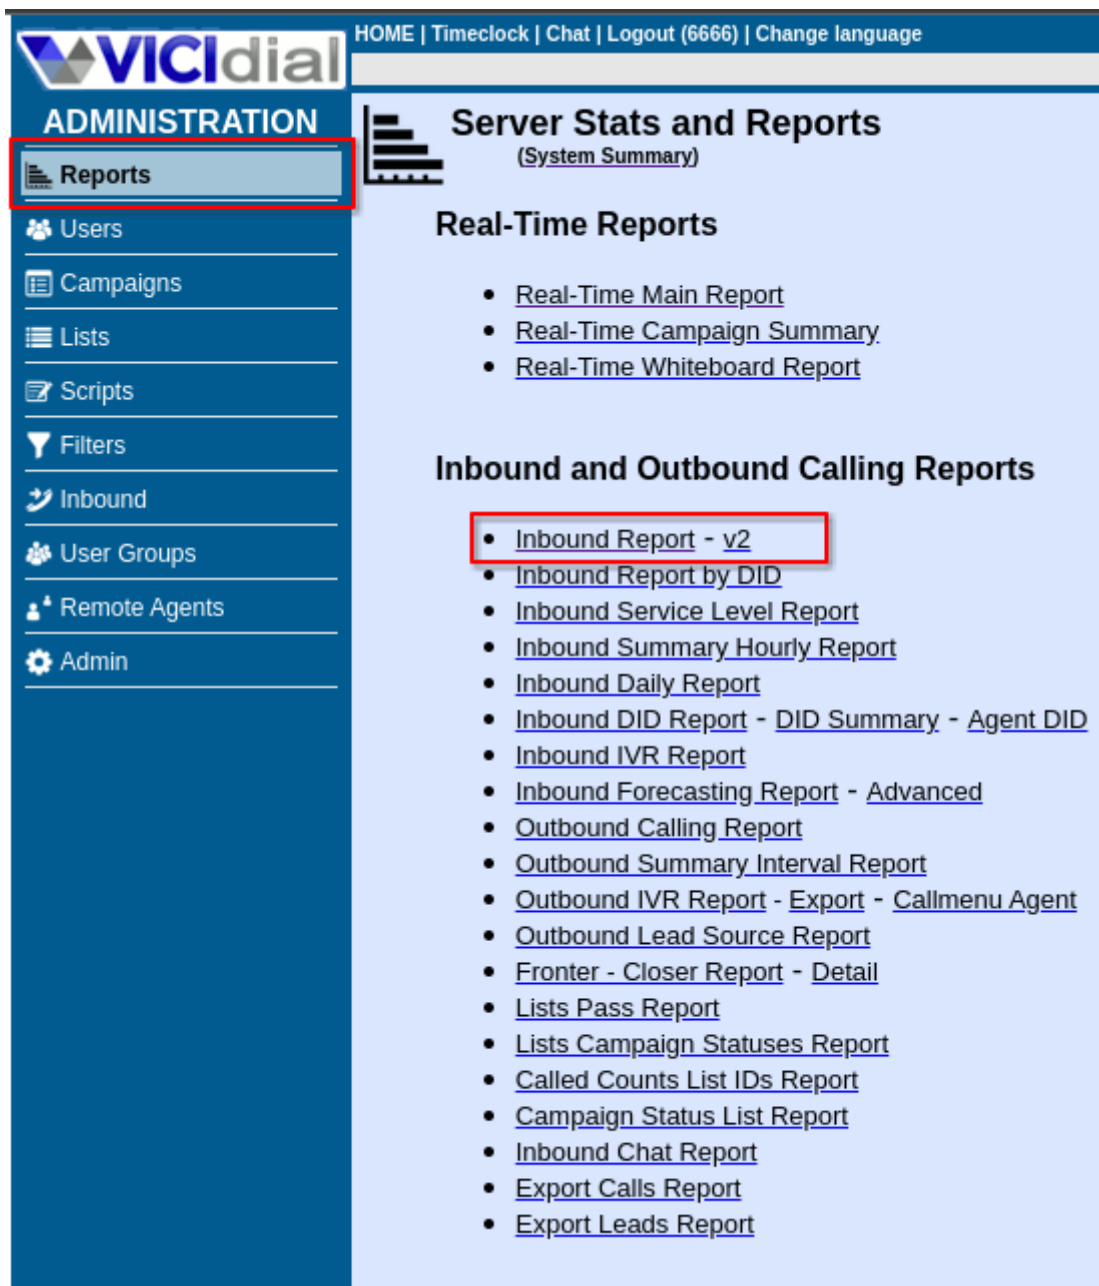 VICIdial
HOME | Timeclock | Chat | Logout (6666) | Change language
ADMINISTRATION
Reports
Users
Campaigns
Lists
Scripts
Filters
Inbound
User Groups
Remote Agents
Admin
Server Stats and Reports
(System Summary)
Real-Time Reports
Real-Time Main Report
Real-Time Campaign Summary
Real-Time Whiteboard Report
Inbound and Outbound Calling Reports
Inbound Report - v2
Inbound Report by DID
Inbound Service Level Report
Inbound Summary Hourly Report
Inbound Daily Report
Inbound DID Report - DID Summary - Agent DID
Inbound IVR Report
Inbound Forecasting Report - Advanced
Outbound Calling Report
Outbound Summary Interval Report
Outbound IVR Report - Export - Callmenu Agent
Outbound Lead Source Report
Fronter - Closer Report - Detail
Lists Pass Report
Lists Campaign Statuses Report
Called Counts List IDs Report
Campaign Status List Report
Inbound Chat Report
Export Calls Report
Export Leads Report